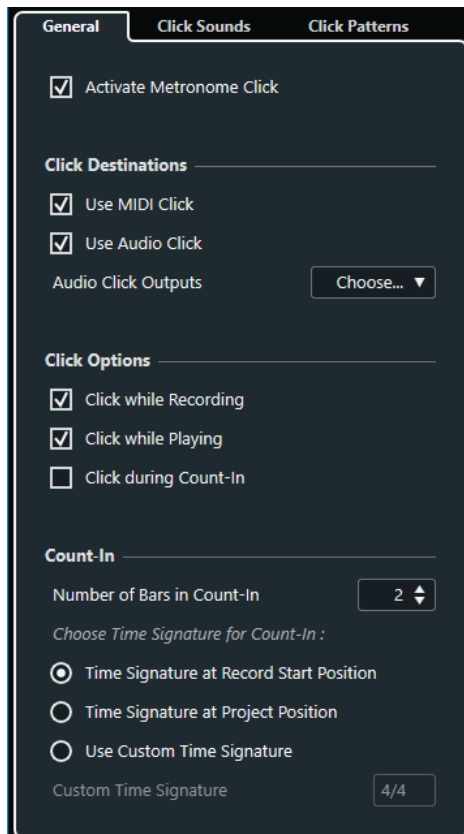 General Click Sounds Click Patterns
Activate Metronome Click
Click Destinations
Use MIDI Click
Use Audio Click
Audio Click Outputs Choose...
Click Options
Click while Recording
Click while Playing
Click during Count-In
Count-In
Number of Bars in Count-In 2
Choose Time Signature for Count-In :
Time Signature at Record Start Position
Time Signature at Project Position
Use Custom Time Signature
Custom Time Signature 4/4